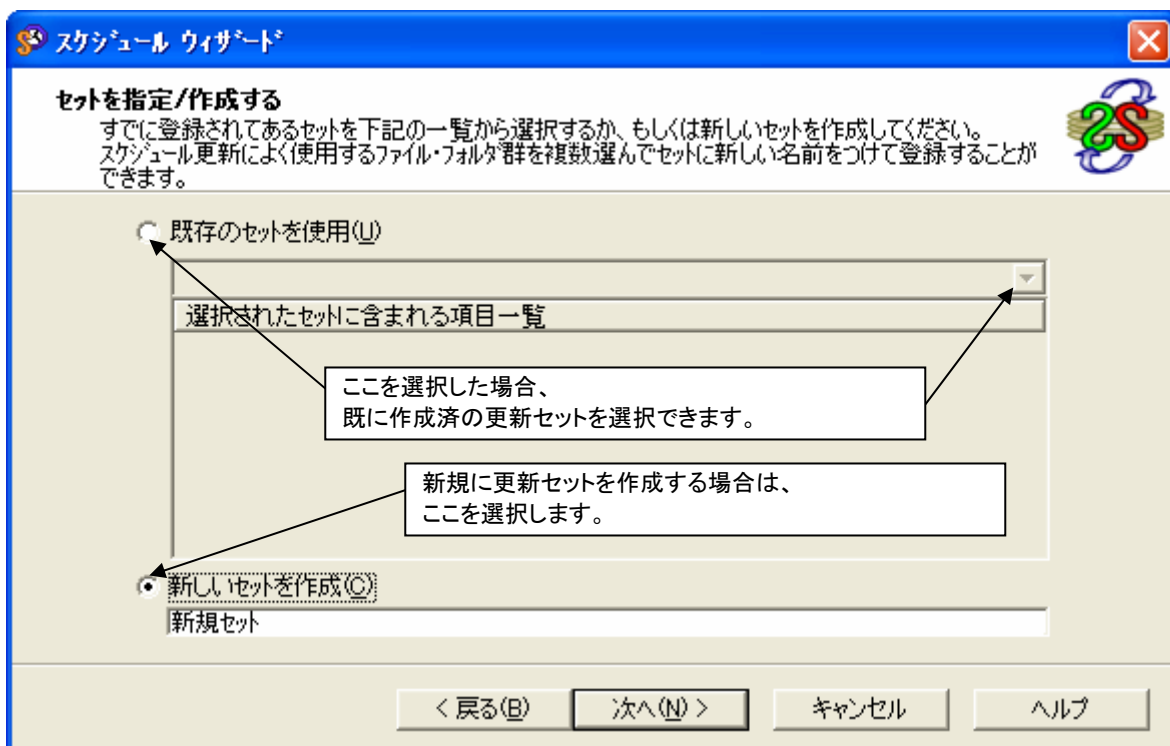 スケジュール ウィザード
セットを指定/作成する
すでに登録されてあるセットを下記の一覧から選択するか、もしくは新しいセットを作成してください。
スケジュール更新によく使用するファイル・フォルダ群を複数選んでセットに新しい名前をつけて登録することが
できます。
2S
既存のセットを使用(U)
選択されたセットに含まれる項目一覧
ここを選択した場合、
既に作成済の更新セットを選択できます。
新規に更新セットを作成する場合は、
ここを選択します。
新しいセットを作成(C)
新規セット
< 戻る(B)
次へ(N) >
キャンセル
ヘルプ